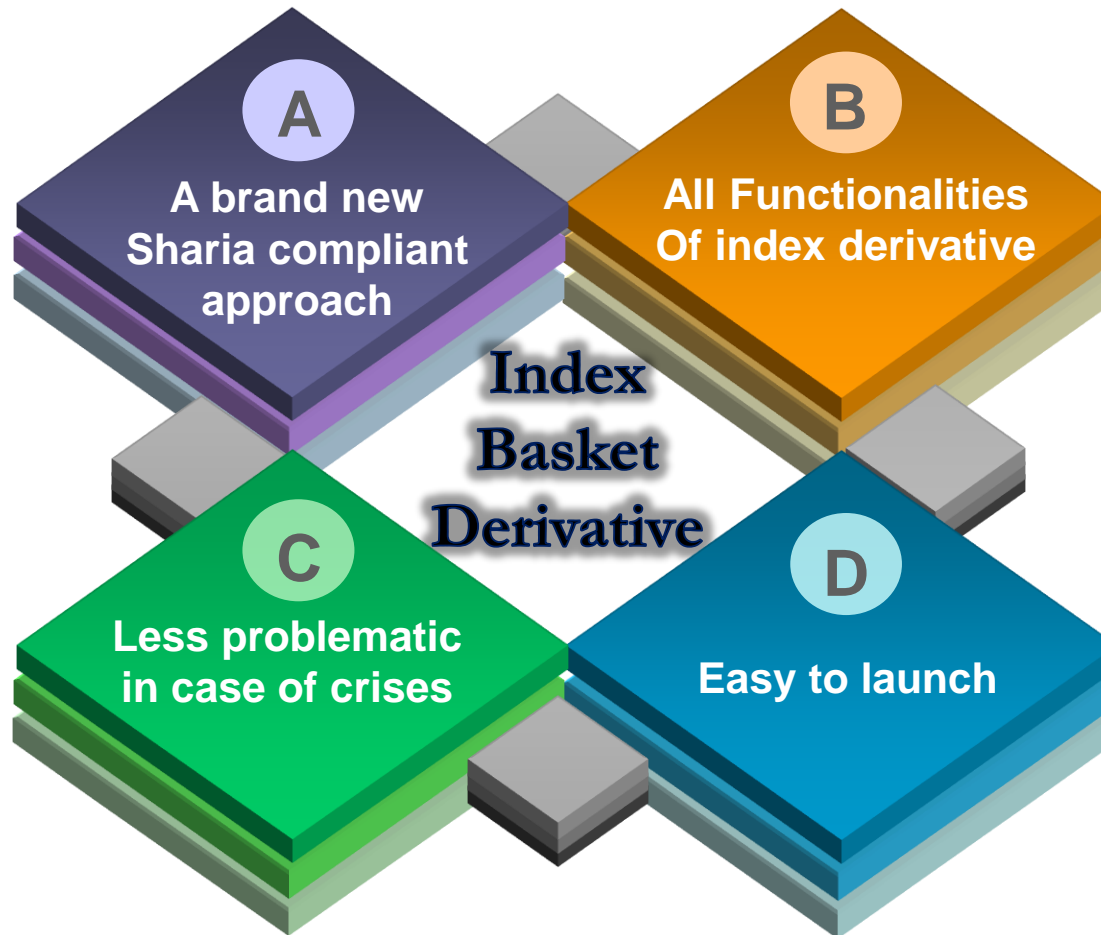 A
A brand new
Sharia compliant
approach
B
All Functionalities
Of index derivative
Index
Basket
Derivative
C
Less problematic
in case of crises
D
Easy to launch